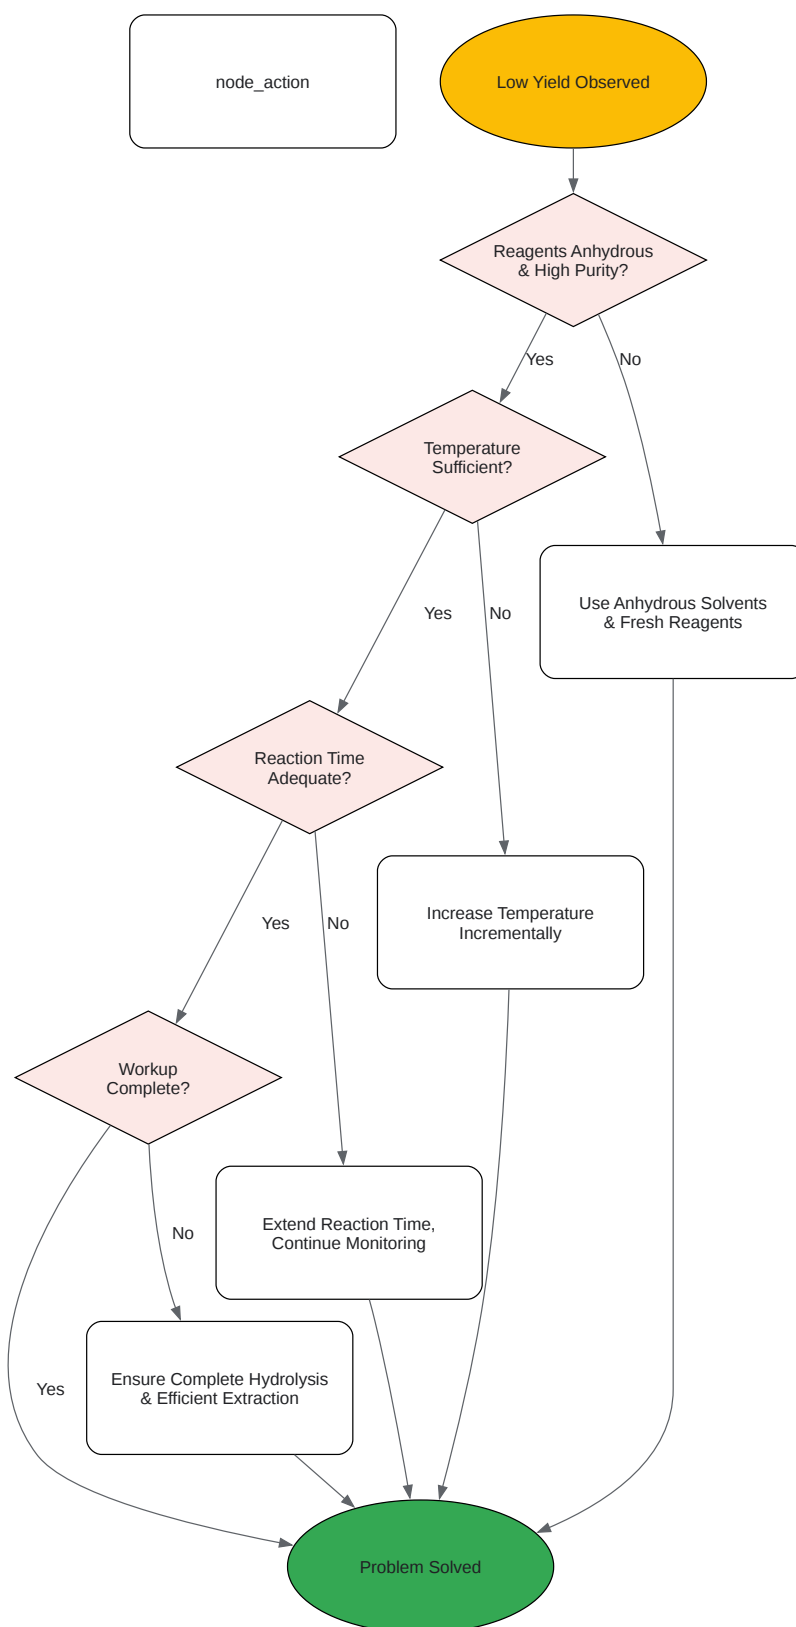 node_action
Low Yield Observed
Reagents Anhydrous
& High Purity?
Yes
No
Temperature
Sufficient?
Use Anhydrous Solvents
& Fresh Reagents
Yes
No
Reaction Time
Adequate?
Increase Temperature
Incrementally
Yes
No
Workup
Complete?
Extend Reaction Time,
Continue Monitoring
No
Ensure Complete Hydrolysis
& Efficient Extraction
Yes
Problem Solved